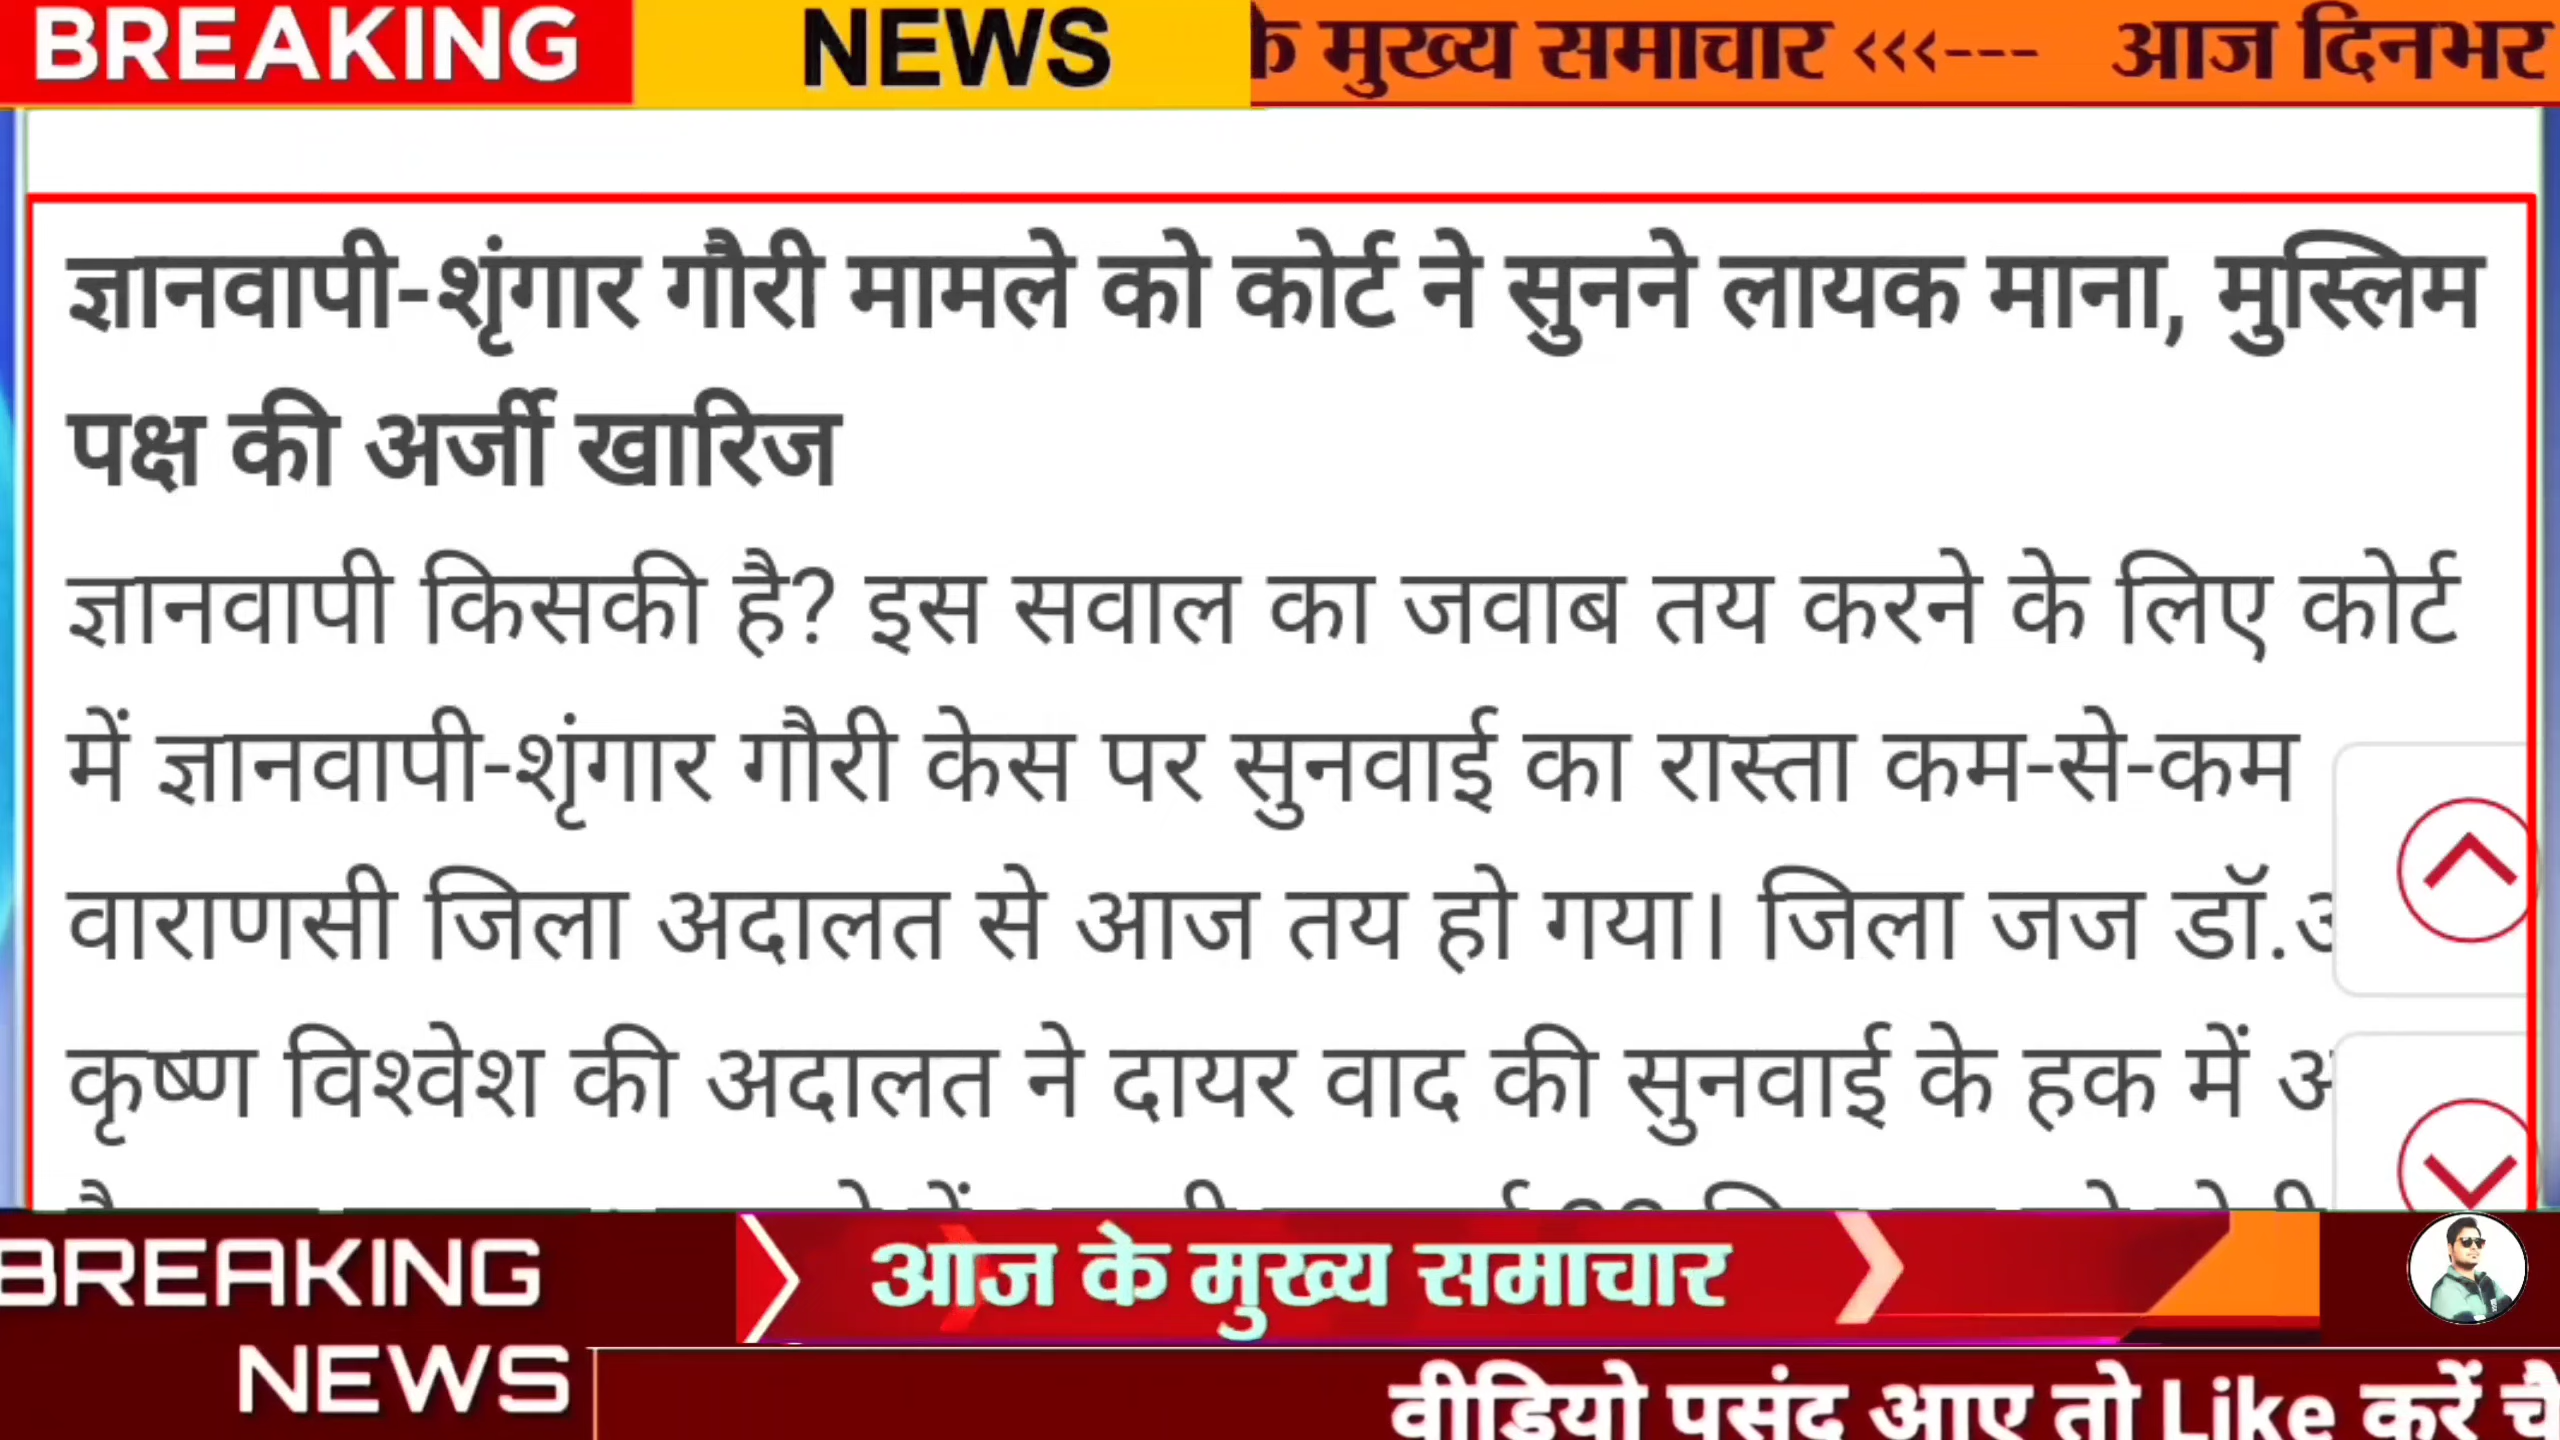 BREAKING NEWS के मुख्य समाचार <<<--- आज दिनभर
ज्ञानवापी-शृंगार गौरी मामले को कोर्ट ने सुनने लायक माना, मुस्लिम
पक्ष की अर्जी खारिज
ज्ञानवापी किसकी है? इस सवाल का जवाब तय करने के लिए कोर्ट
में ज्ञानवापी-शृंगार गौरी केस पर सुनवाई का रास्ता कम-से-कम
वाराणसी जिला अदालत से आज तय हो गया। जिला जज डॉ.
कृष्ण विश्वेश की अदालत ने दायर वाद की सुनवाई के हक में
BREAKING
NEWS
आज के मुख्य समाचार
वीडियो पसंद आए तो Like करें